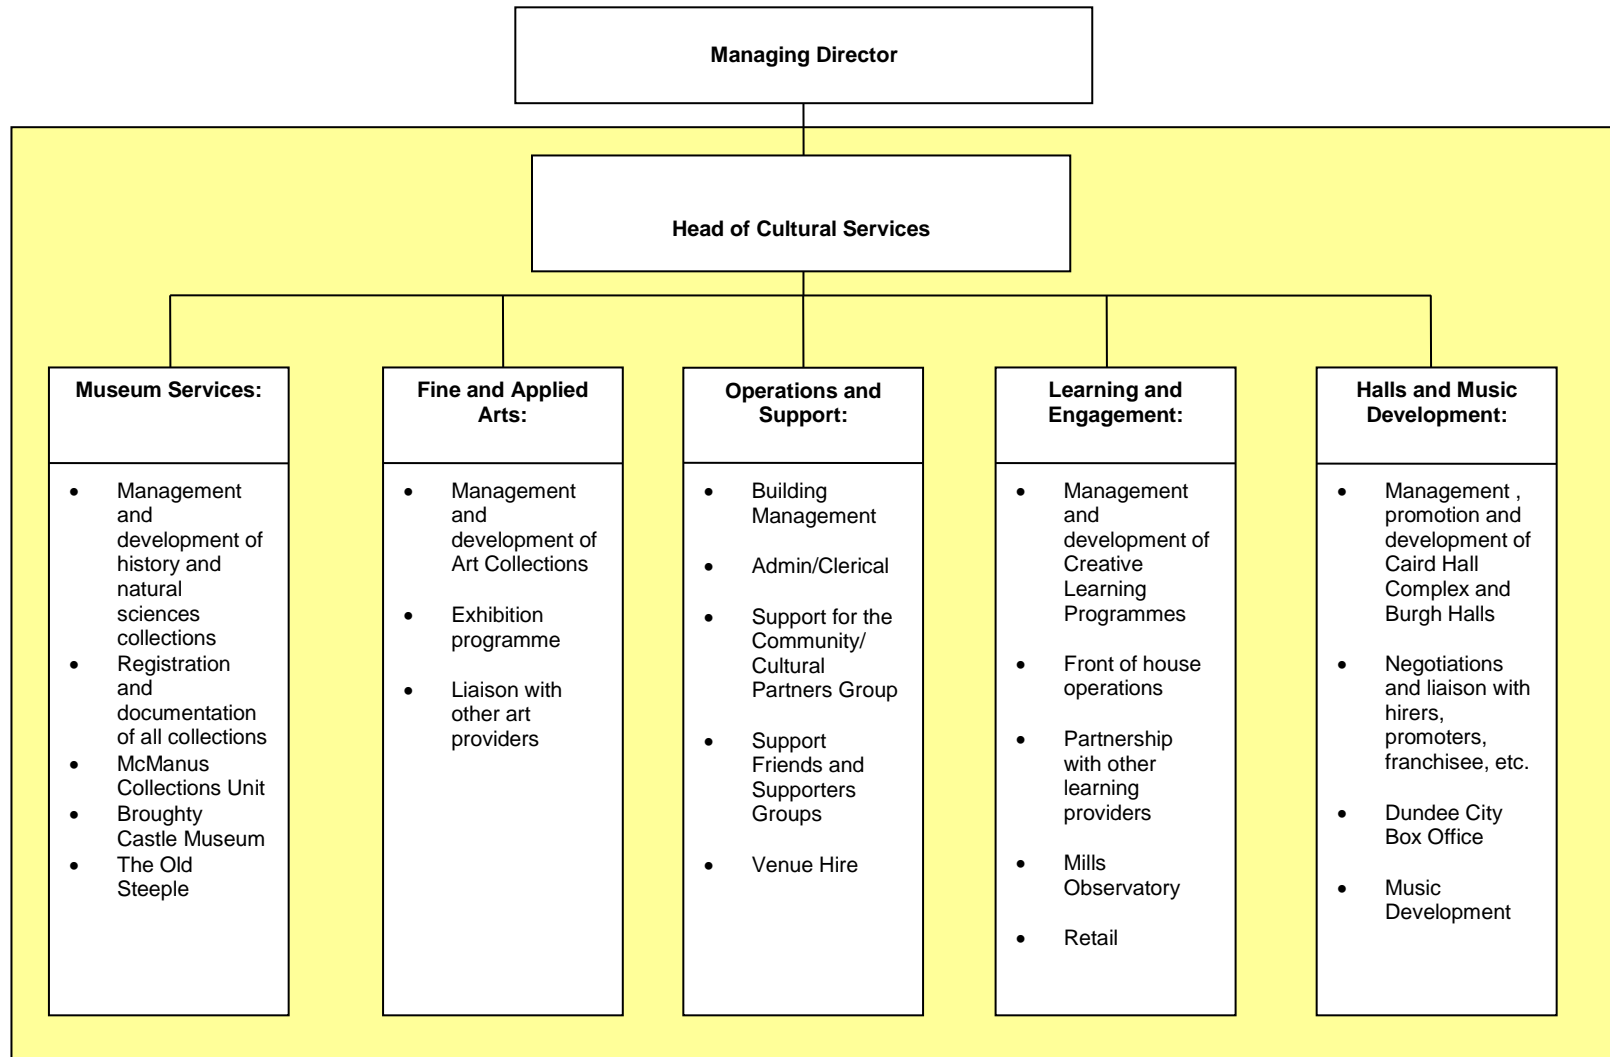 Managing Director
Head of Cultural Services
Museum Services:
• Management
and
development of
history and
natural
sciences
collections
• Registration
and
documentation
of all collections
• McManus
Collections Unit
• Broughty
Castle Museum
• The Old
Steeple
Fine and Applied
Arts:
• Management
and
development of
Art Collections
• Exhibition
programme
• Liaison with
other art
providers
Operations and
Support:
• Building
Management
• Admin/Clerical
• Support for the
Community/
Cultural
Partners Group
• Support
Friends and
Supporters
Groups
• Venue Hire
Learning and
Engagement:
• Management
and
development of
Creative
Learning
Programmes
• Front of house
operations
• Partnership
with other
learning
providers
• Mills
Observatory
• Retail
Halls and Music
Development:
• Management ,
promotion and
development of
Caird Hall
Complex and
Burgh Halls
• Negotiations
and liaison with
hirers,
promoters,
franchisee, etc.
• Dundee City
Box Office
• Music
Development